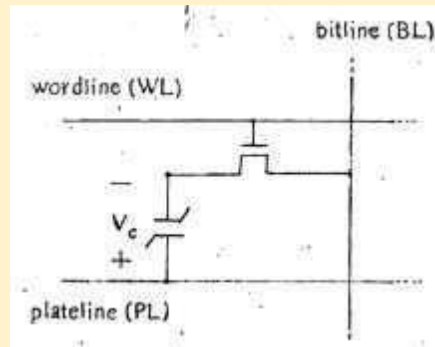 bitline (BL)
wordline (WL)
−
Vc
+
plateline (PL)